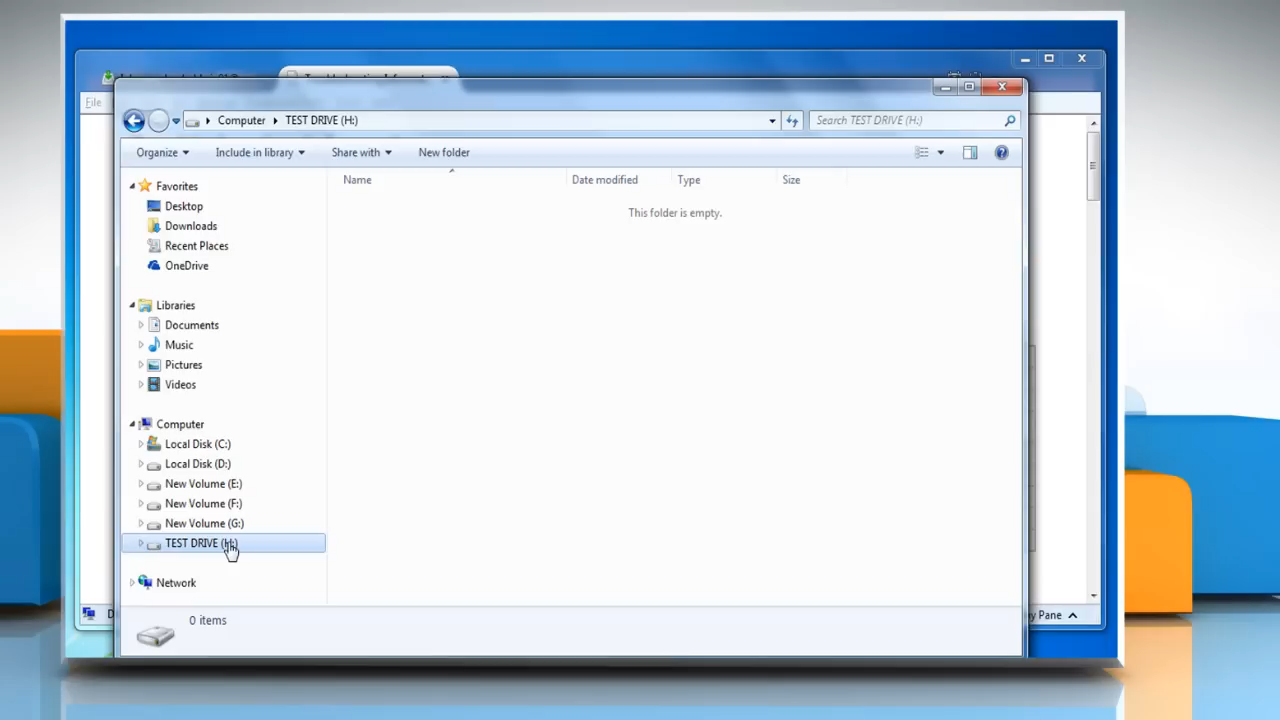 File
Computer
TEST DRIVE (H:)
Search TEST DRIVE (H:)
Organize
Include in library
Share with
New folder
Name
Date modified
Type
Size
This folder is empty.
Favorites
Desktop
Downloads
Recent Places
OneDrive
Libraries
Documents
Music
Pictures
Videos
Computer
Local Disk (C:)
Local Disk (D:)
New Volume (E:)
New Volume (F:)
New Volume (G:)
TEST DRIVE (H:)
Network
0 items
Pane